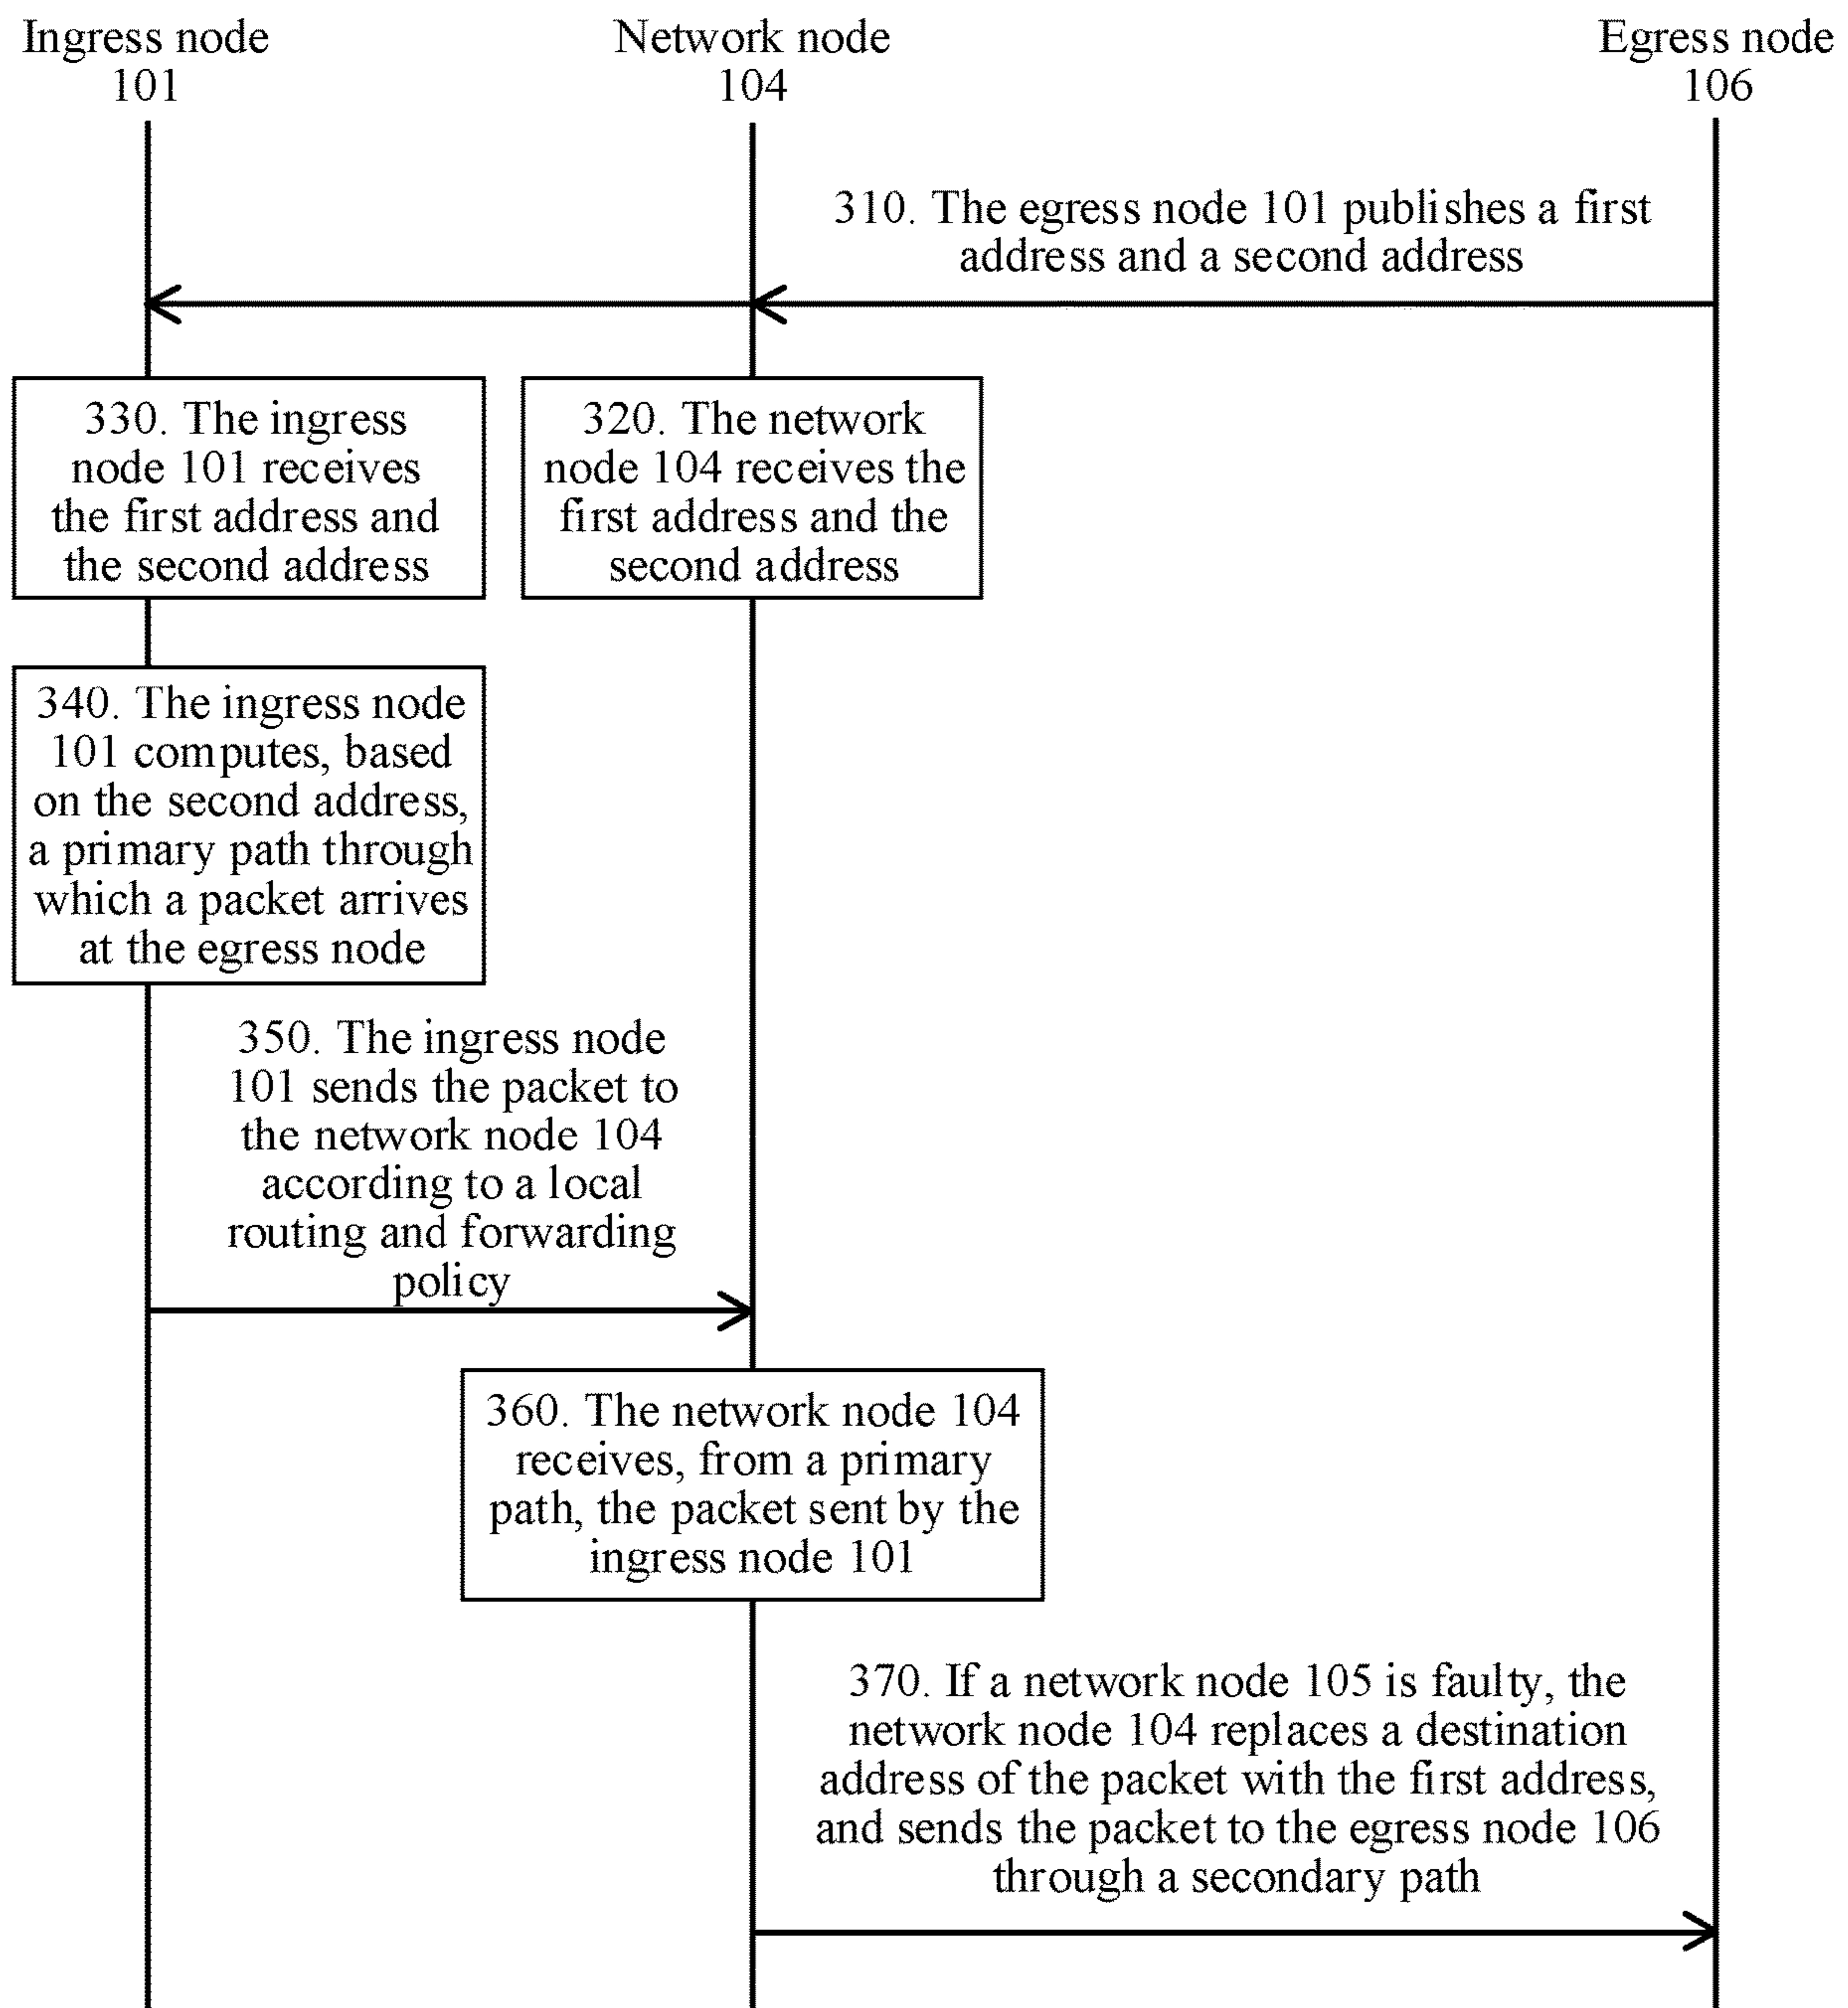 Ingress node
101
Network node
104
Egress node
106
310. The egress node 101 publishes a first
address and a second address
330. The ingress
node 101 receives
the first address and
the second address
320. The network
node 104 receives the
first address and the
second address
340. The ingress node
101 computes, based
on the second address,
a primary path through
which a packet arrives
at the egress node
350. The ingress node
101 sends the packet to
the network node 104
according to a local
routing and forwarding
policy
360. The network node 104
receives, from a primary
path, the packet sent by the
ingress node 101
370. If a network node 105 is faulty, the
network node 104 replaces a destination
address of the packet with the first address,
and sends the packet to the egress node 106
through a secondary path